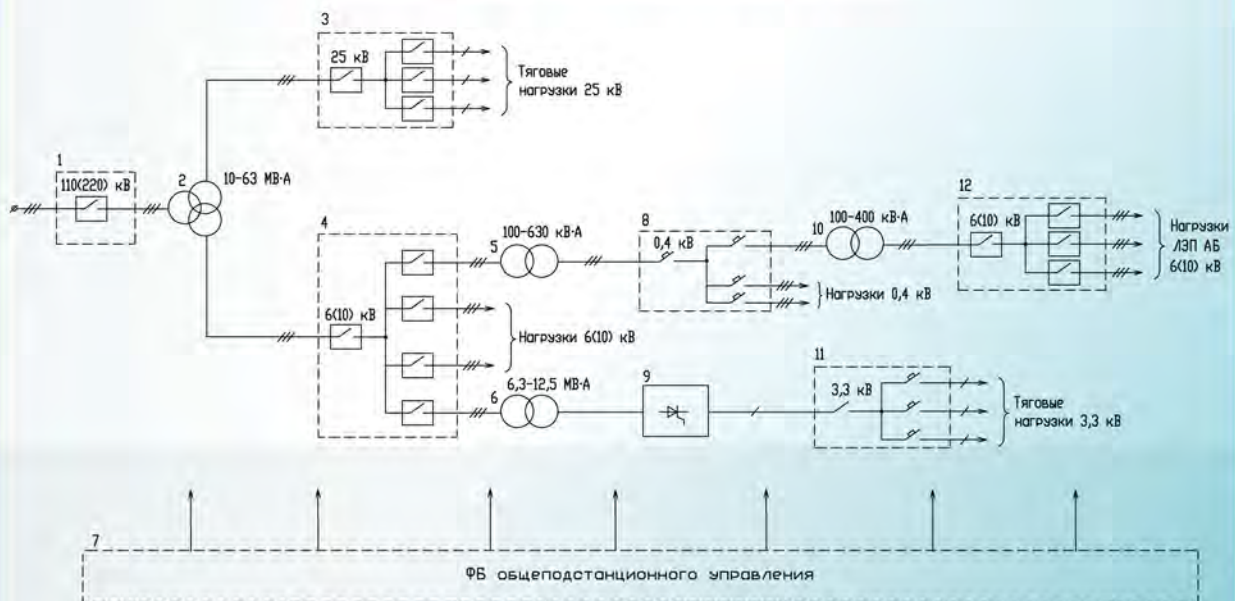 3
25 кВ
Тяговые
нагрузки 25 кВ
1
110(220) кВ
2
10-63 МВ·А
4
6(10) кВ
100-630 кВ·А
5
8
0,4 кВ
100-400 кВ·А
10
12
6(10) кВ
Нагрузки
ЛЭП АБ
6(10) кВ
Нагрузки 0,4 кВ
Нагрузки 6(10) кВ
6,3-12,5 МВ·А
6
9
11
3,3 кВ
Тяговые
нагрузки 3,3 кВ
7
ФБ общеподстанционного управления